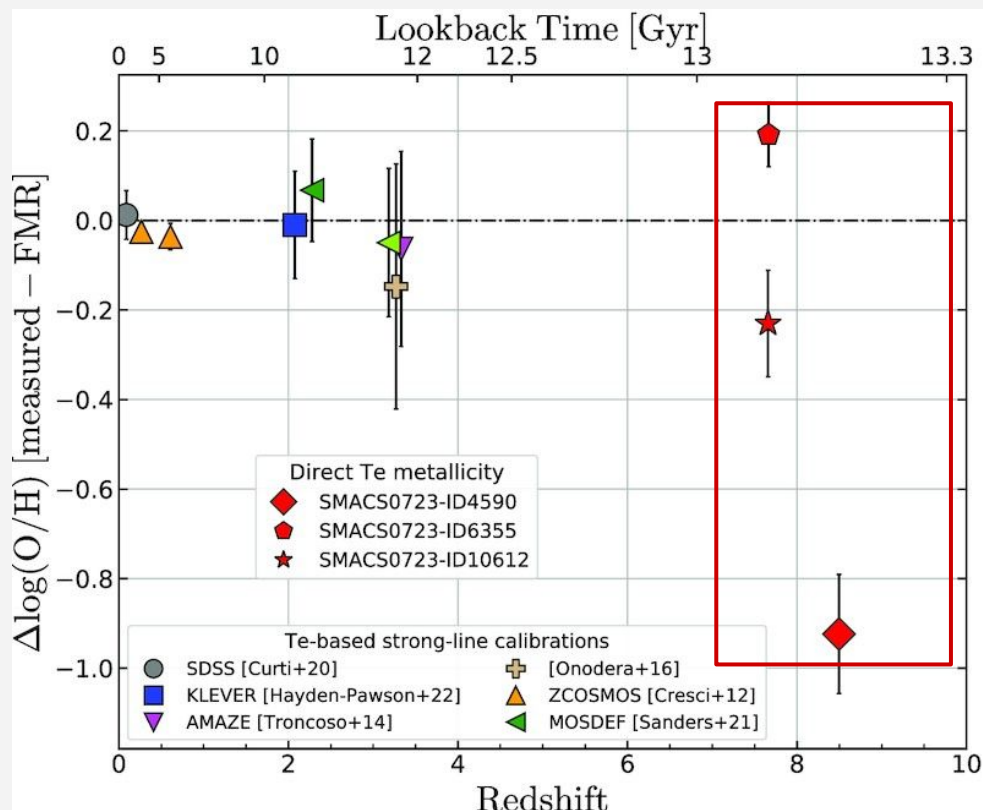 Lookback Time [Gyr]
0 5 10 12 12.5 13 13.3
Δlog(O/H) [measured − FMR]
0.2
0.0
−0.2
−0.4
−0.6
−0.8
−1.0
Direct Te metallicity
SMACS0723-ID4590
SMACS0723-ID6355
SMACS0723-ID10612
Te-based strong-line calibrations
SDSS [Curti+20]
KLEVER [Hayden-Pawson+22]
AMAZE [Troncoso+14]
[Onodera+16]
ZCOSMOS [Cresci+12]
MOSDEF [Sanders+21]
0 2 4 6 8 10
Redshift